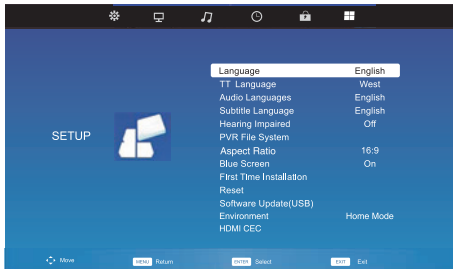 Language English
TT Language West
Audio Languages English
Subtitle Language English
Hearing Impaired Off
SETUP
PVR File System
Aspect Ratio 16:9
Blue Screen On
First Time Installation
Reset
Software Update(USB)
Environment Home Mode
HDMI CEC
Move MENU Return ENTER Select EXIT Exit